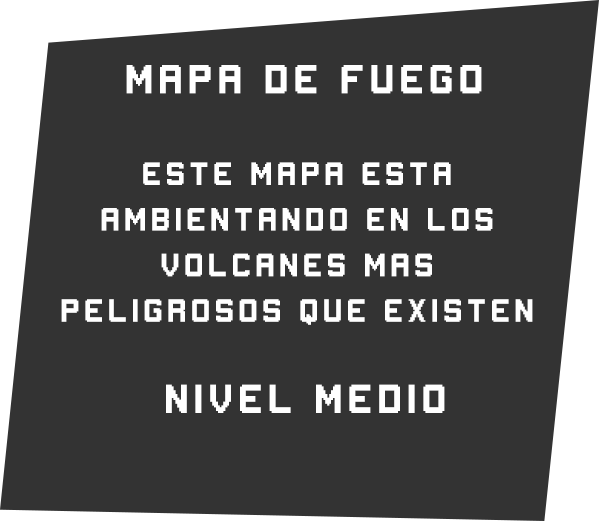 MAPA DE FUEGO
ESTE MAPA ESTA
AMBIENTANDO EN LOS
VOLCANES MAS
PELIGROSOS QUE EXISTEN
NIVEL MEDIO